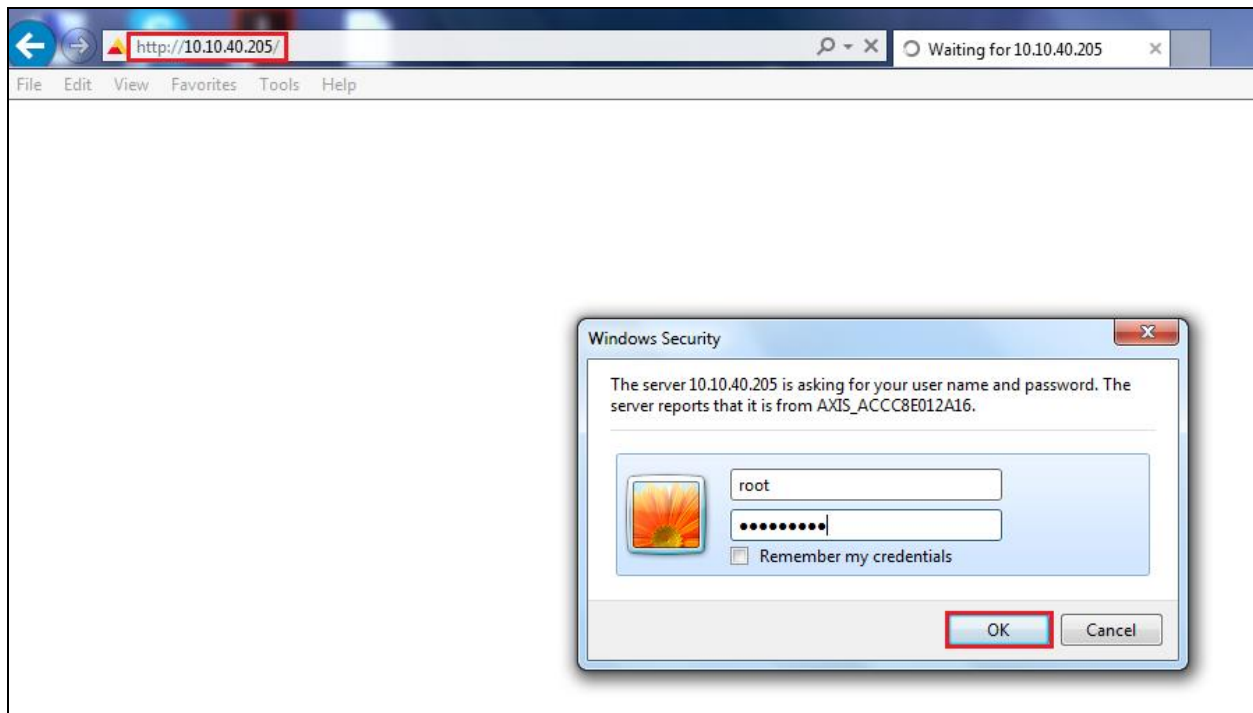 http://10.10.40.205/
Waiting for 10.10.40.205
File Edit View Favorites Tools Help
Windows Security
The server 10.10.40.205 is asking for your user name and password. The
server reports that it is from AXIS_ACCC8E012A16.
root
●●●●●●●●●
Remember my credentials
OK Cancel